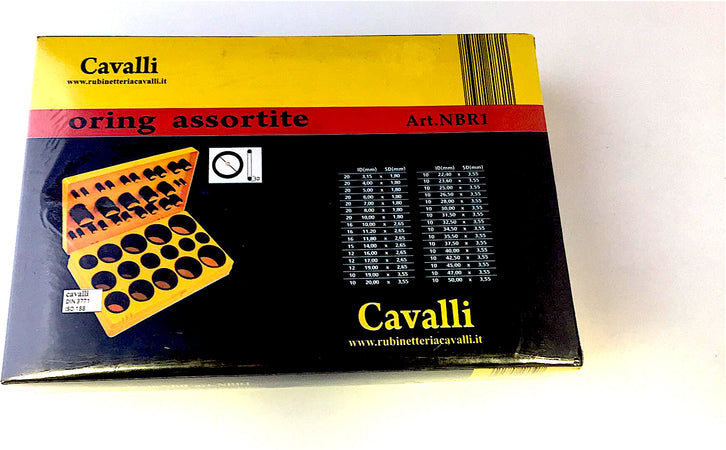 Cavalli
www.rubinetteriacavalli.it
oring assortite Art.NBR1
ID(mm) SD(mm)
20 3,15 x 1,80
20 4,00 x 1,80
20 5,00 x 1,80
20 6,00 x 1,80
20 7,00 x 1,80
20 8,00 x 1,80
20 10,00 x 1,80
16 10,00 x 2,65
16 11,20 x 2,65
16 11,80 x 2,65
15 14,00 x 2,65
12 16,00 x 2,65
12 17,00 x 2,65
12 19,00 x 2,65
10 19,00 x 3,55
10 20,00 x 3,55
ID(mm) SD(mm)
10 22,40 x 3,55
10 23,60 x 3,55
10 25,00 x 3,55
10 26,50 x 3,55
10 28,00 x 3,55
10 30,00 x 3,55
10 31,50 x 3,55
10 32,50 x 3,55
10 34,50 x 3,55
10 35,50 x 3,55
10 37,50 x 3,55
10 40,00 x 3,55
10 42,50 x 3,55
10 45,00 x 3,55
10 47,00 x 3,55
10 50,00 x 3,55
cavalli
DIN 3771
ISO 188
Cavalli
www.rubinetteriacavalli.it
Art.NBR1